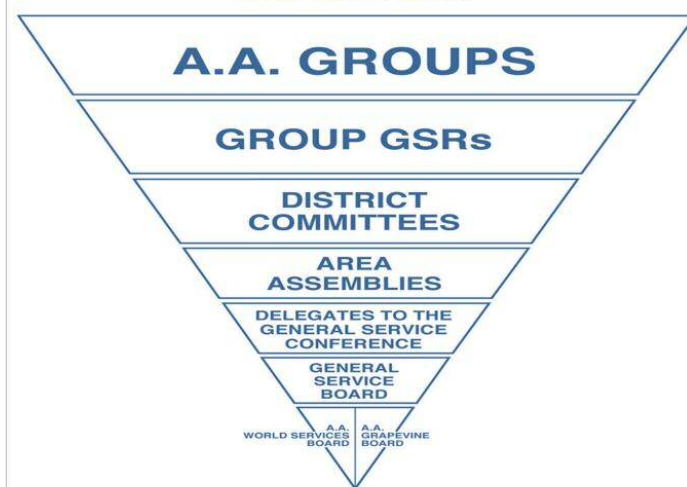 A.A. GROUPS
GROUP GSRs
DISTRICT
COMMITTEES
AREA
ASSEMBLIES
DELEGATES TO THE
GENERAL SERVICE
CONFERENCE
GENERAL
SERVICE
BOARD
A.A.
WORLD SERVICES
BOARD
A.A.
GRAPEVINE
BOARD